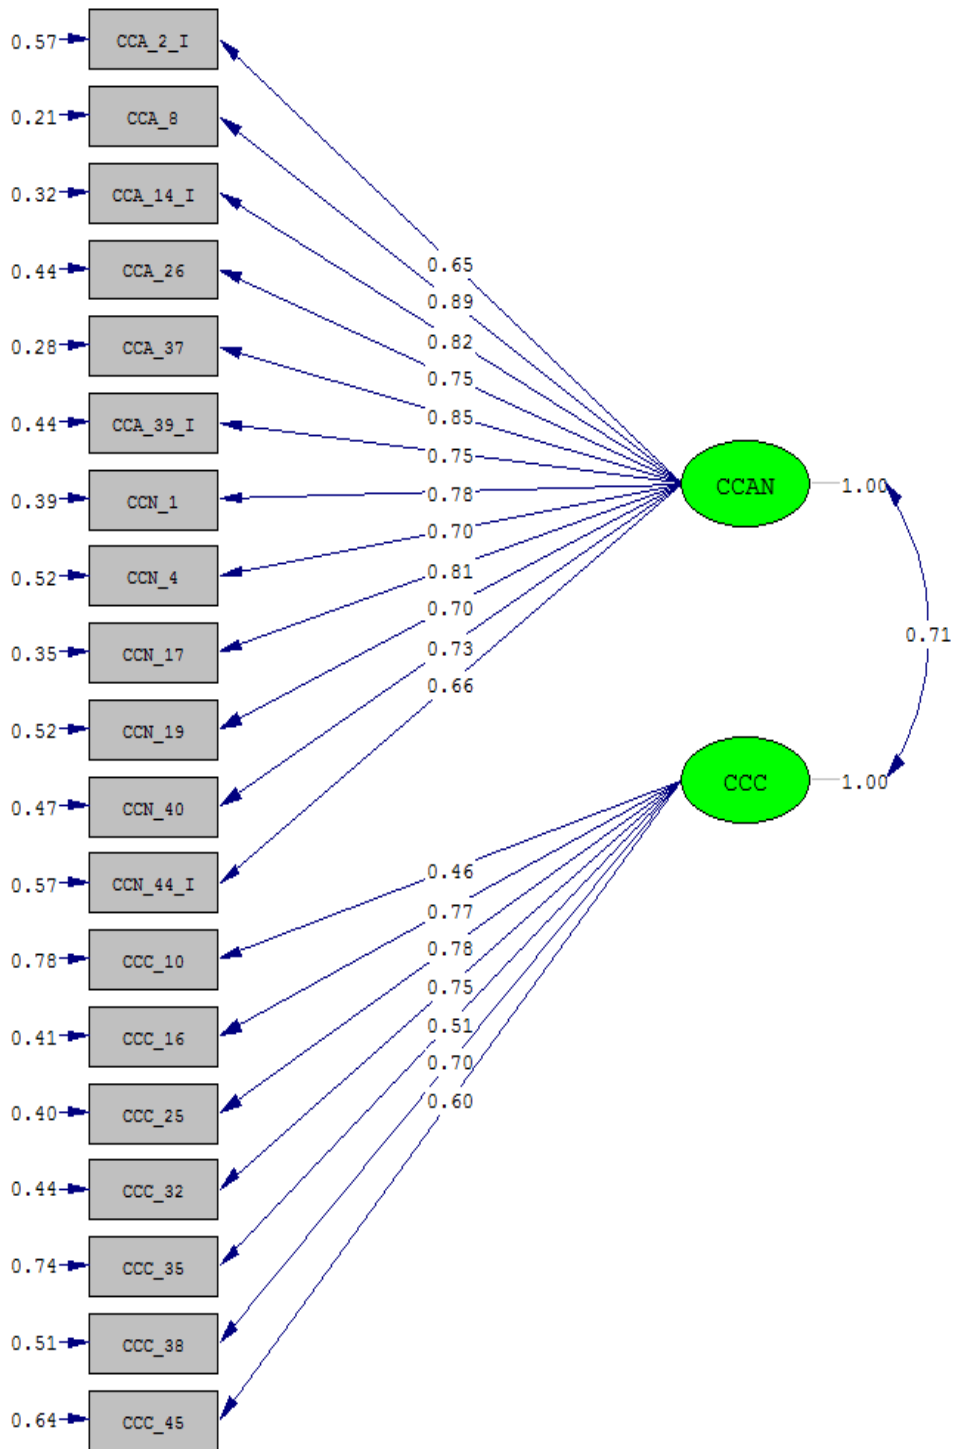 0.57 CCA_2_I
0.21 CCA_8
0.32 CCA_14_I
0.44 CCA_26
0.28 CCA_37
0.44 CCA_39_I
0.39 CCN_1
0.52 CCN_4
0.35 CCN_17
0.52 CCN_19
0.47 CCN_40
0.57 CCN_44_I
0.78 CCC_10
0.41 CCC_16
0.40 CCC_25
0.44 CCC_32
0.74 CCC_35
0.51 CCC_38
0.64 CCC_45
0.65
0.89
0.82
0.75
0.85
0.75
0.78
0.70
0.81
0.70
0.73
0.66
0.46
0.77
0.78
0.75
0.51
0.70
0.60
CCAN 1.00
CCC 1.00
0.71